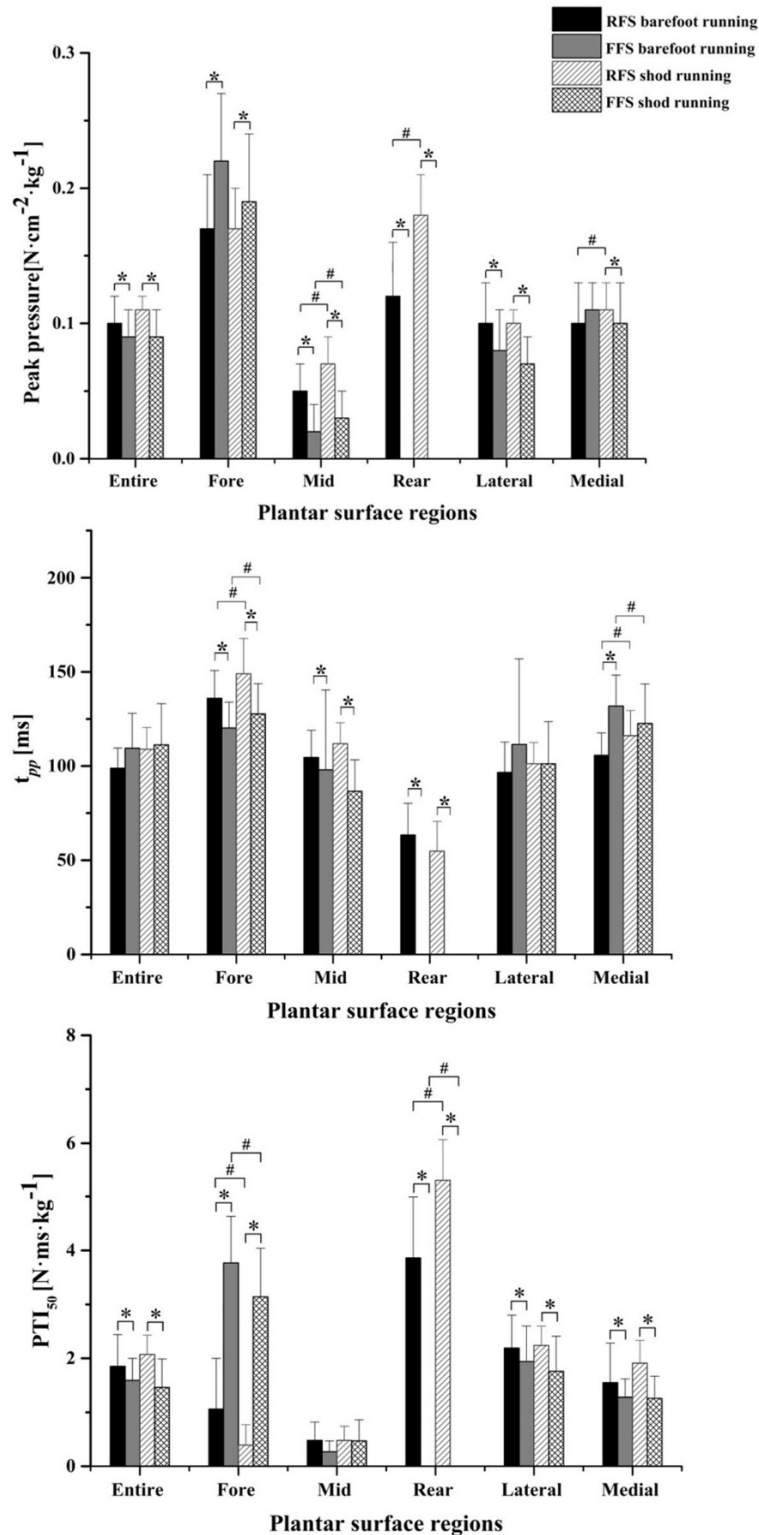 RFS barefoot running
FFS barefoot running
RFS shod running
FFS shod running
Peak pressure[N·cm⁻²·kg⁻¹]
0.3
0.2
0.1
0.0
* * * * # * # # * * # * * * # *
Entire Fore Mid Rear Lateral Medial
Plantar surface regions
t_pp [ms]
200
150
100
50
0
* # # * * * * * * # #
Entire Fore Mid Rear Lateral Medial
Plantar surface regions
PTI₅₀ [N·ms·kg⁻¹]
8
6
4
2
0
* * * # # * * # # * * * * *
Entire Fore Mid Rear Lateral Medial
Plantar surface regions